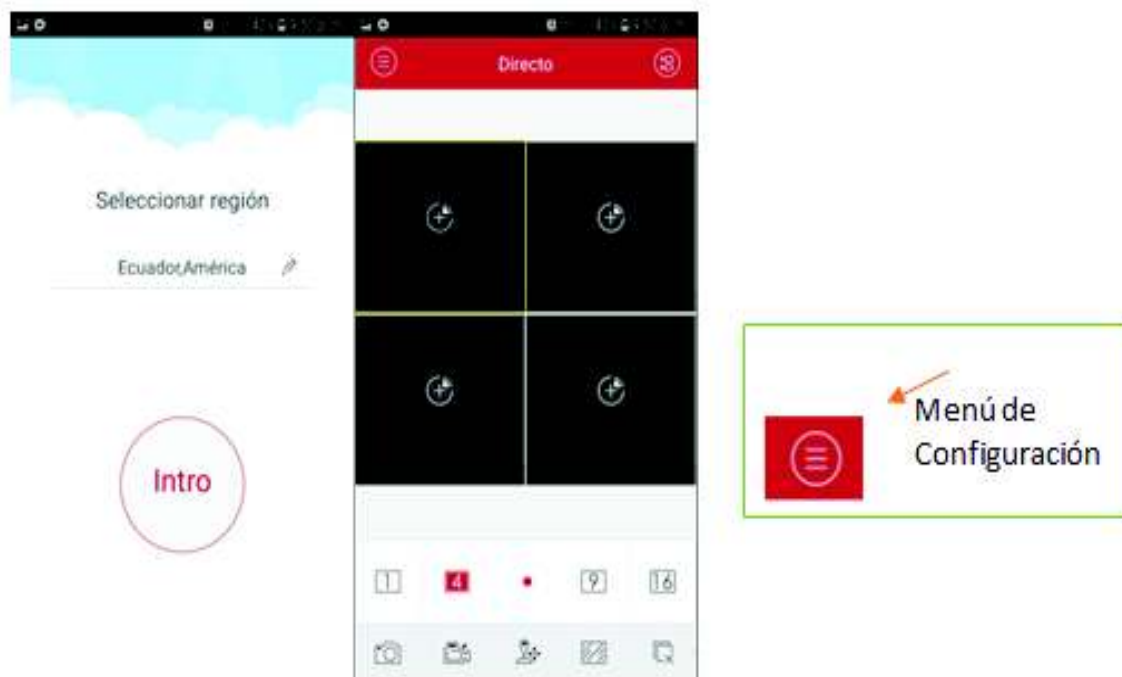 Seleccionar región
Ecuador,América
Intro
Directo
1 4 9 16
Menú de
Configuración